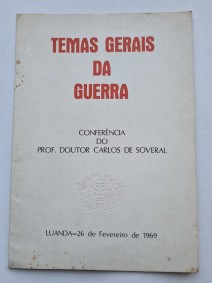 TEMAS GERAIS
DA
GUERRA
CONFERÊNCIA
DO
PROF. DOUTOR CARLOS DE SOVERAL
LUANDA-26 de Fevereiro de 1969